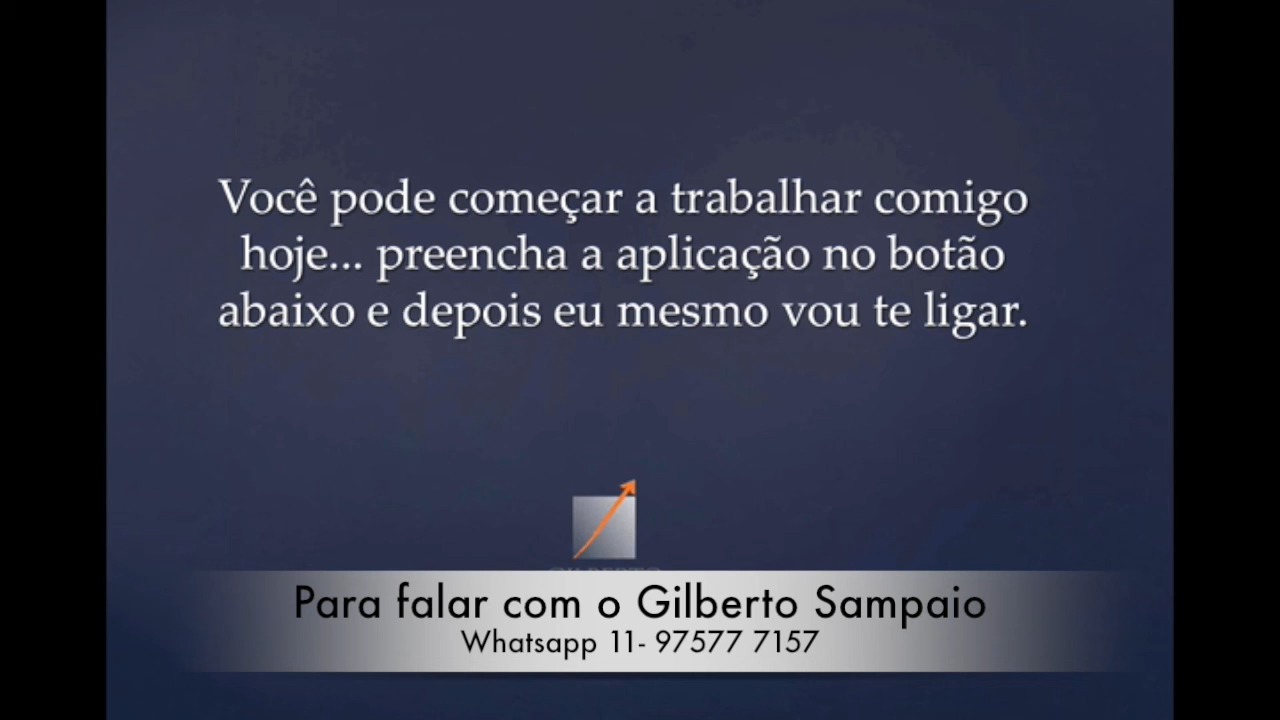 Você pode começar a trabalhar comigo
hoje... preencha a aplicação no botão
abaixo e depois eu mesmo vou te ligar.
Para falar com o Gilberto Sampaio
Whatsapp 11- 97577 7157